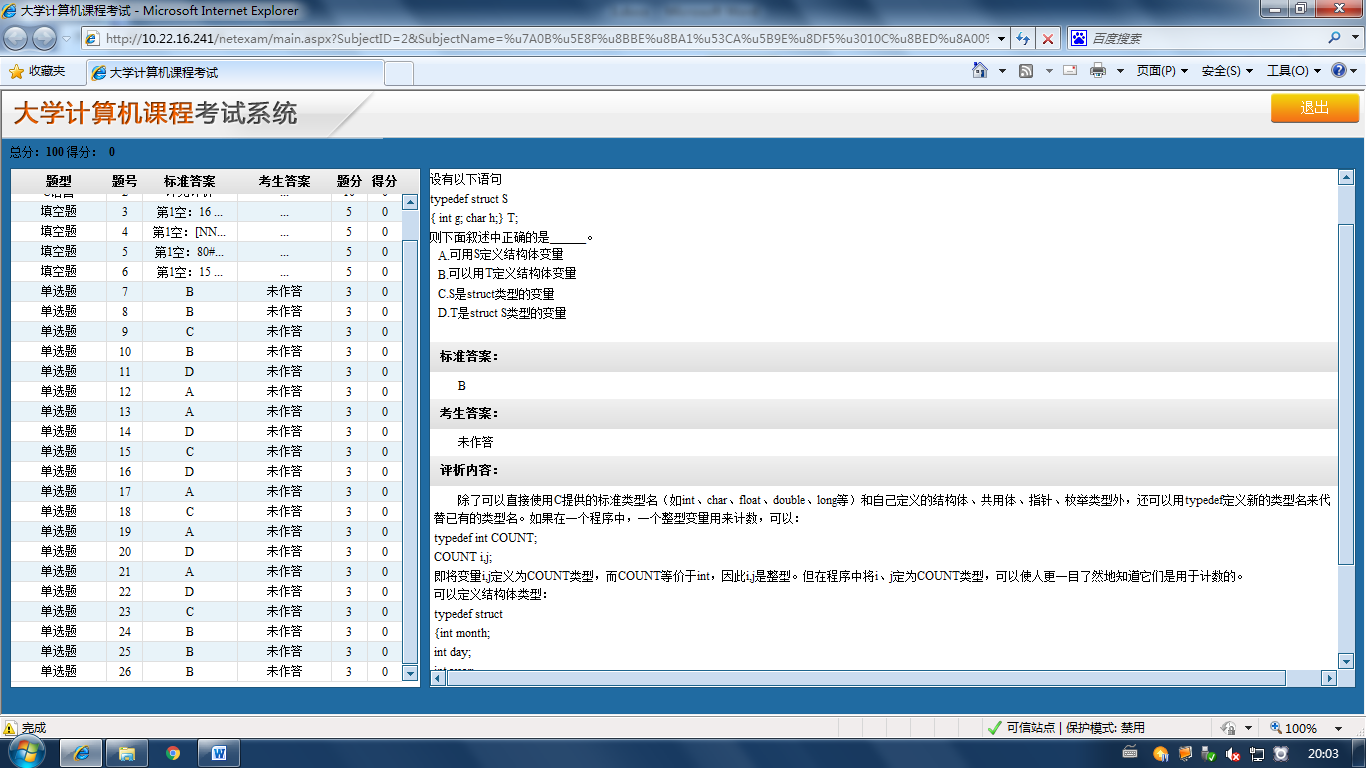 大学计算机课程考试 - Microsoft Internet Explorer
http://10.22.16.241/netexam/main.aspx?SubjectID=2&SubjectName=%u7A0B%u5E8F%u8BBE%u8BA1%u53CA%u5B9E%u8DF5%u3010C%u8BED%u8A00%
百度搜索
收藏夹
大学计算机课程考试
页面(P)
安全(S)
工具(O)
大学计算机课程考试系统
退出
总分：100 得分： 0
题型 题号 标准答案 考生答案 题分 得分
填空题 3 第1空：16 ... ... 5 0
填空题 4 第1空：[NN... ... 5 0
填空题 5 第1空：80#... ... 5 0
填空题 6 第1空：15 ... ... 5 0
单选题 7 B 未作答 3 0
单选题 8 B 未作答 3 0
单选题 9 C 未作答 3 0
单选题 10 B 未作答 3 0
单选题 11 D 未作答 3 0
单选题 12 A 未作答 3 0
单选题 13 A 未作答 3 0
单选题 14 D 未作答 3 0
单选题 15 C 未作答 3 0
单选题 16 D 未作答 3 0
单选题 17 A 未作答 3 0
单选题 18 C 未作答 3 0
单选题 19 A 未作答 3 0
单选题 20 D 未作答 3 0
单选题 21 A 未作答 3 0
单选题 22 D 未作答 3 0
单选题 23 C 未作答 3 0
单选题 24 B 未作答 3 0
单选题 25 B 未作答 3 0
单选题 26 B 未作答 3 0
设有以下语句
typedef struct S
{ int g; char h;} T;
则下面叙述中正确的是______。
A.可用S定义结构体变量
B.可以用T定义结构体变量
C.S是struct类型的变量
D.T是struct S类型的变量
标准答案：
B
考生答案：
未作答
评析内容：
除了可以直接使用C提供的标准类型名（如int、char、float、double、long等）和自己定义的结构体、共用体、指针、枚举类型外，还可以用typedef定义新的类型名来代
替已有的类型名。如果在一个程序中，一个整型变量用来计数，可以：
typedef int COUNT;
COUNT i,j;
即将变量i,j定义为COUNT类型，而COUNT等价于int，因此i,j是整型。但在程序中将i、j定为COUNT类型，可以使人更一目了然地知道它们是用于计数的。
可以定义结构体类型：
typedef struct
{int month;
int day;
完成
可信站点 | 保护模式: 禁用
100%
20:03